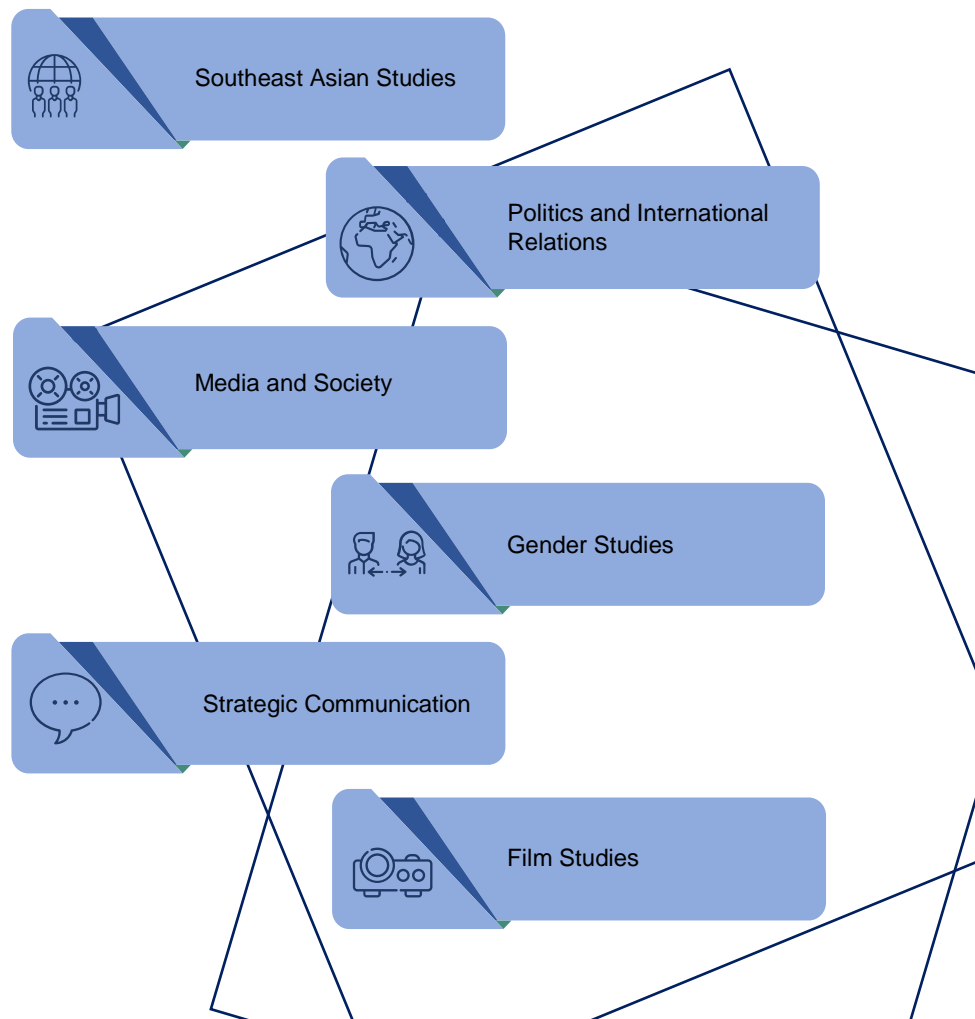 Southeast Asian Studies
Politics and International
Relations
Media and Society
Gender Studies
Strategic Communication
Film Studies